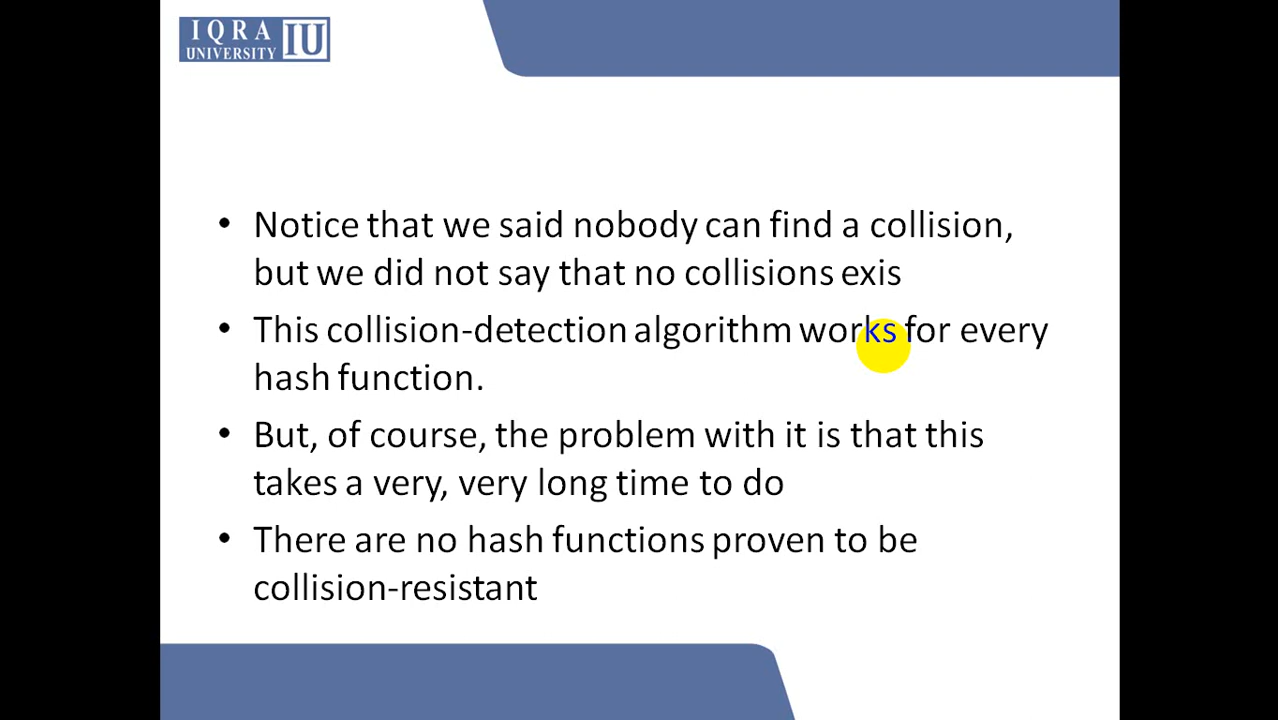 IQRA
UNIVERSITY IU
• Notice that we said nobody can find a collision,
but we did not say that no collisions exis
• This collision-detection algorithm works for every
hash function.
• But, of course, the problem with it is that this
takes a very, very long time to do
• There are no hash functions proven to be
collision-resistant